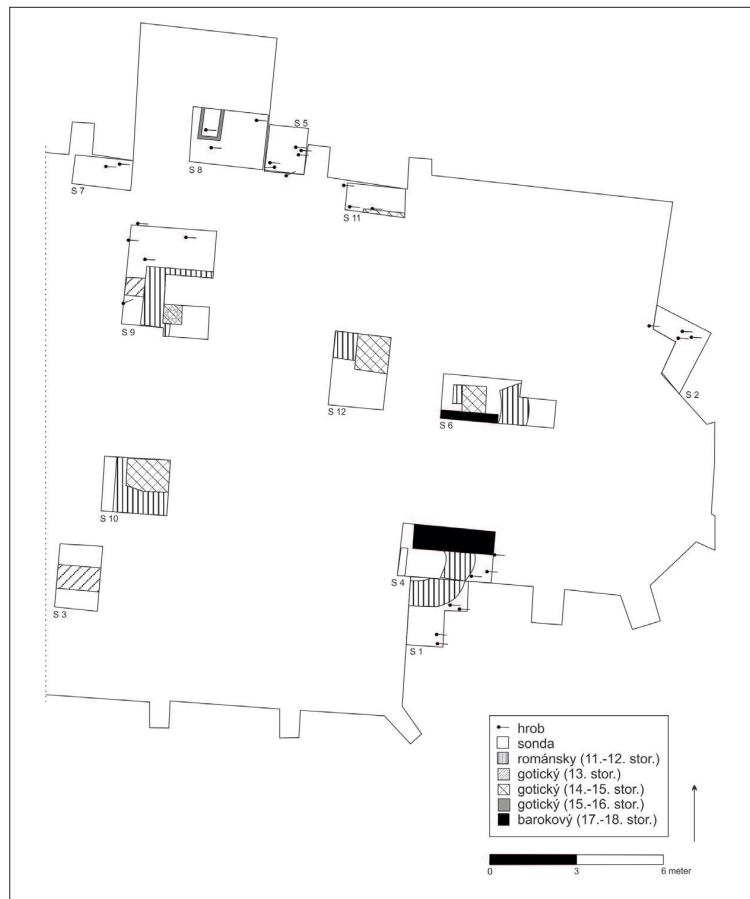 S 5
S 8
S 7
S 11
S 9
S 12
S 2
S 6
S 10
S 4
S 3
S 1
hrob
sonda
románsky (11.-12. stor.)
gotický (13. stor.)
gotický (14.-15. stor.)
gotický (15.-16. stor.)
barokový (17.-18. stor.)
0 3 6 meter